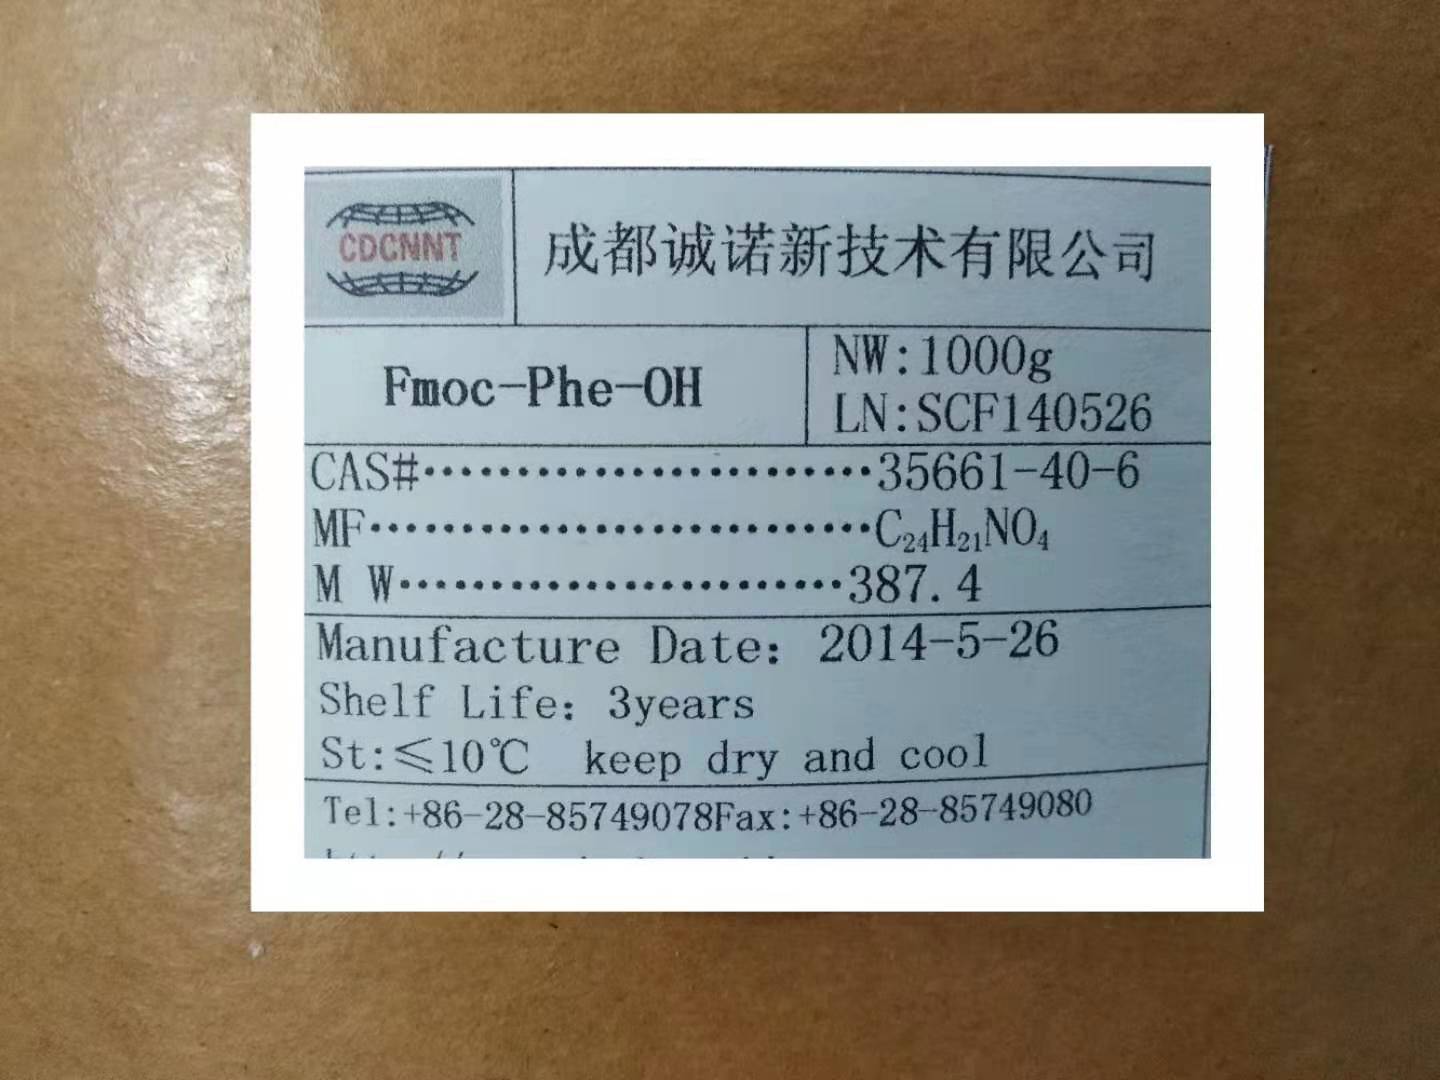 CDCNNT
成都诚诺新技术有限公司
Fmoc-Phe-OH
NW:1000g
LN:SCF140526
CAS#························35661-40-6
MF···························C₂₄H₂₁NO₄
M W························387.4
Manufacture Date: 2014-5-26
Shelf Life: 3years
St:≤10℃ keep dry and cool
Tel:+86-28-85749078Fax:+86-28-85749080